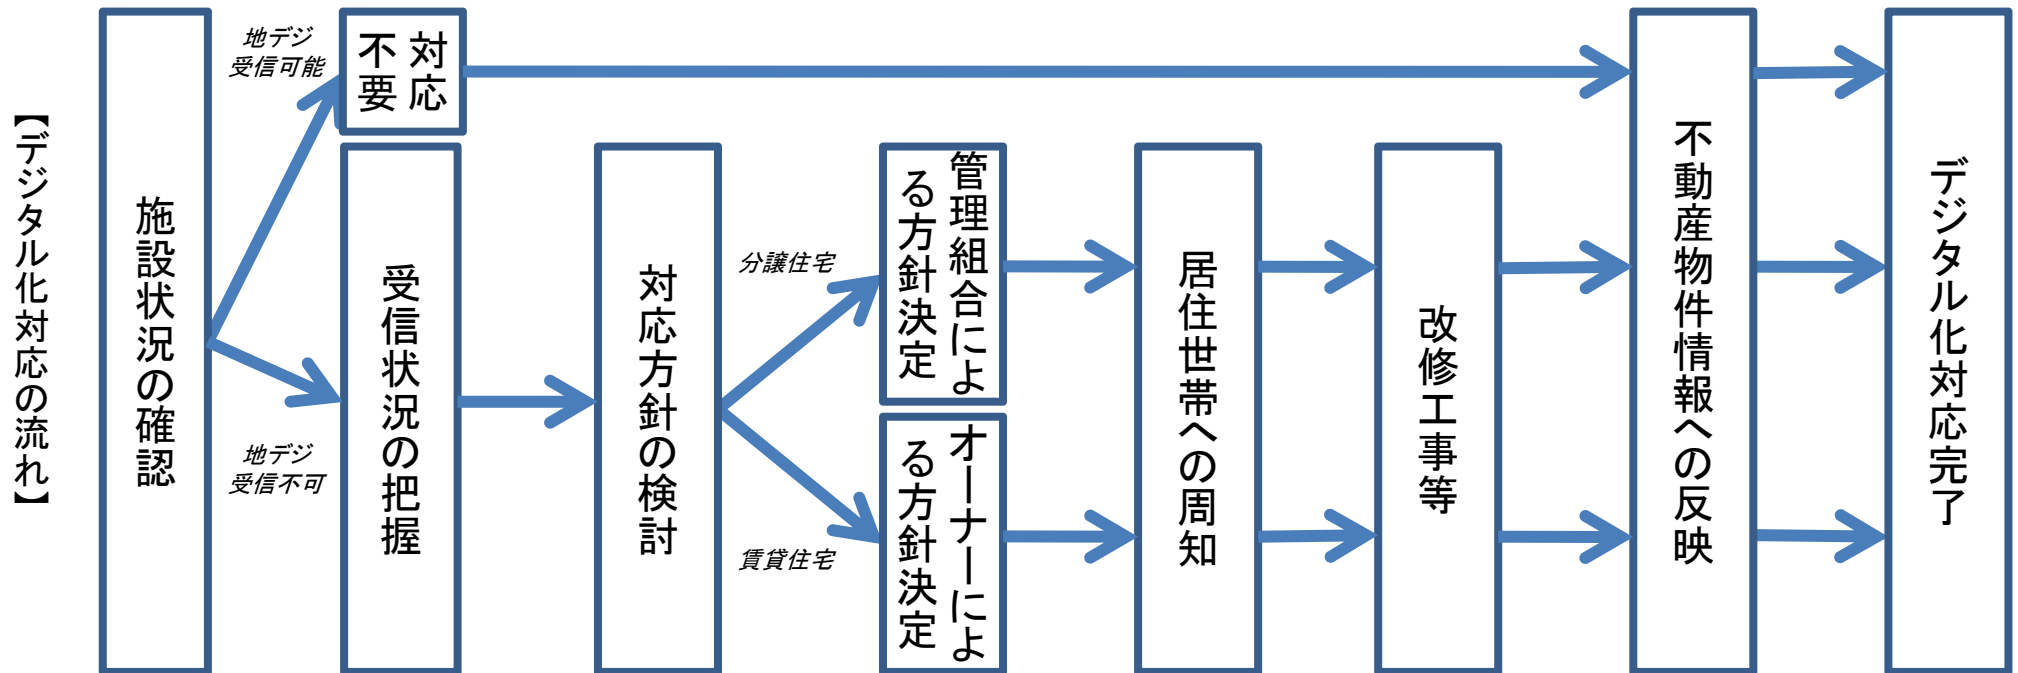 【デジタル化対応の流れ】
施設状況の確認
地デジ
受信可能
対応
不要
地デジ
受信不可
受信状況の把握
対応方針の検討
分譲住宅
管理組合によ
る方針決定
賃貸住宅
オーナーによ
る方針決定
居住世帯への周知
改修工事等
不動産物件情報への反映
デジタル化対応完了